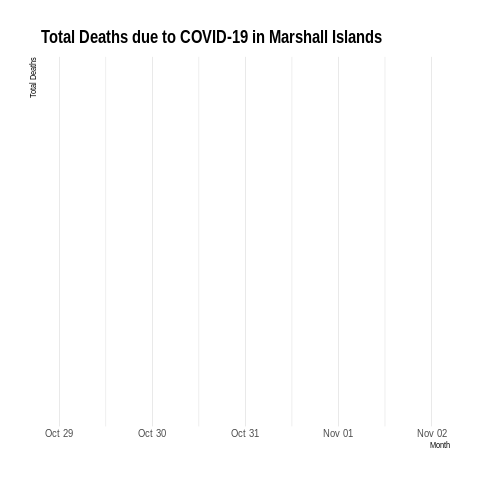 Total Deaths due to COVID-19 in Marshall Islands
Total Deaths
Oct 29 Oct 30 Oct 31 Nov 01 Nov 02
Month